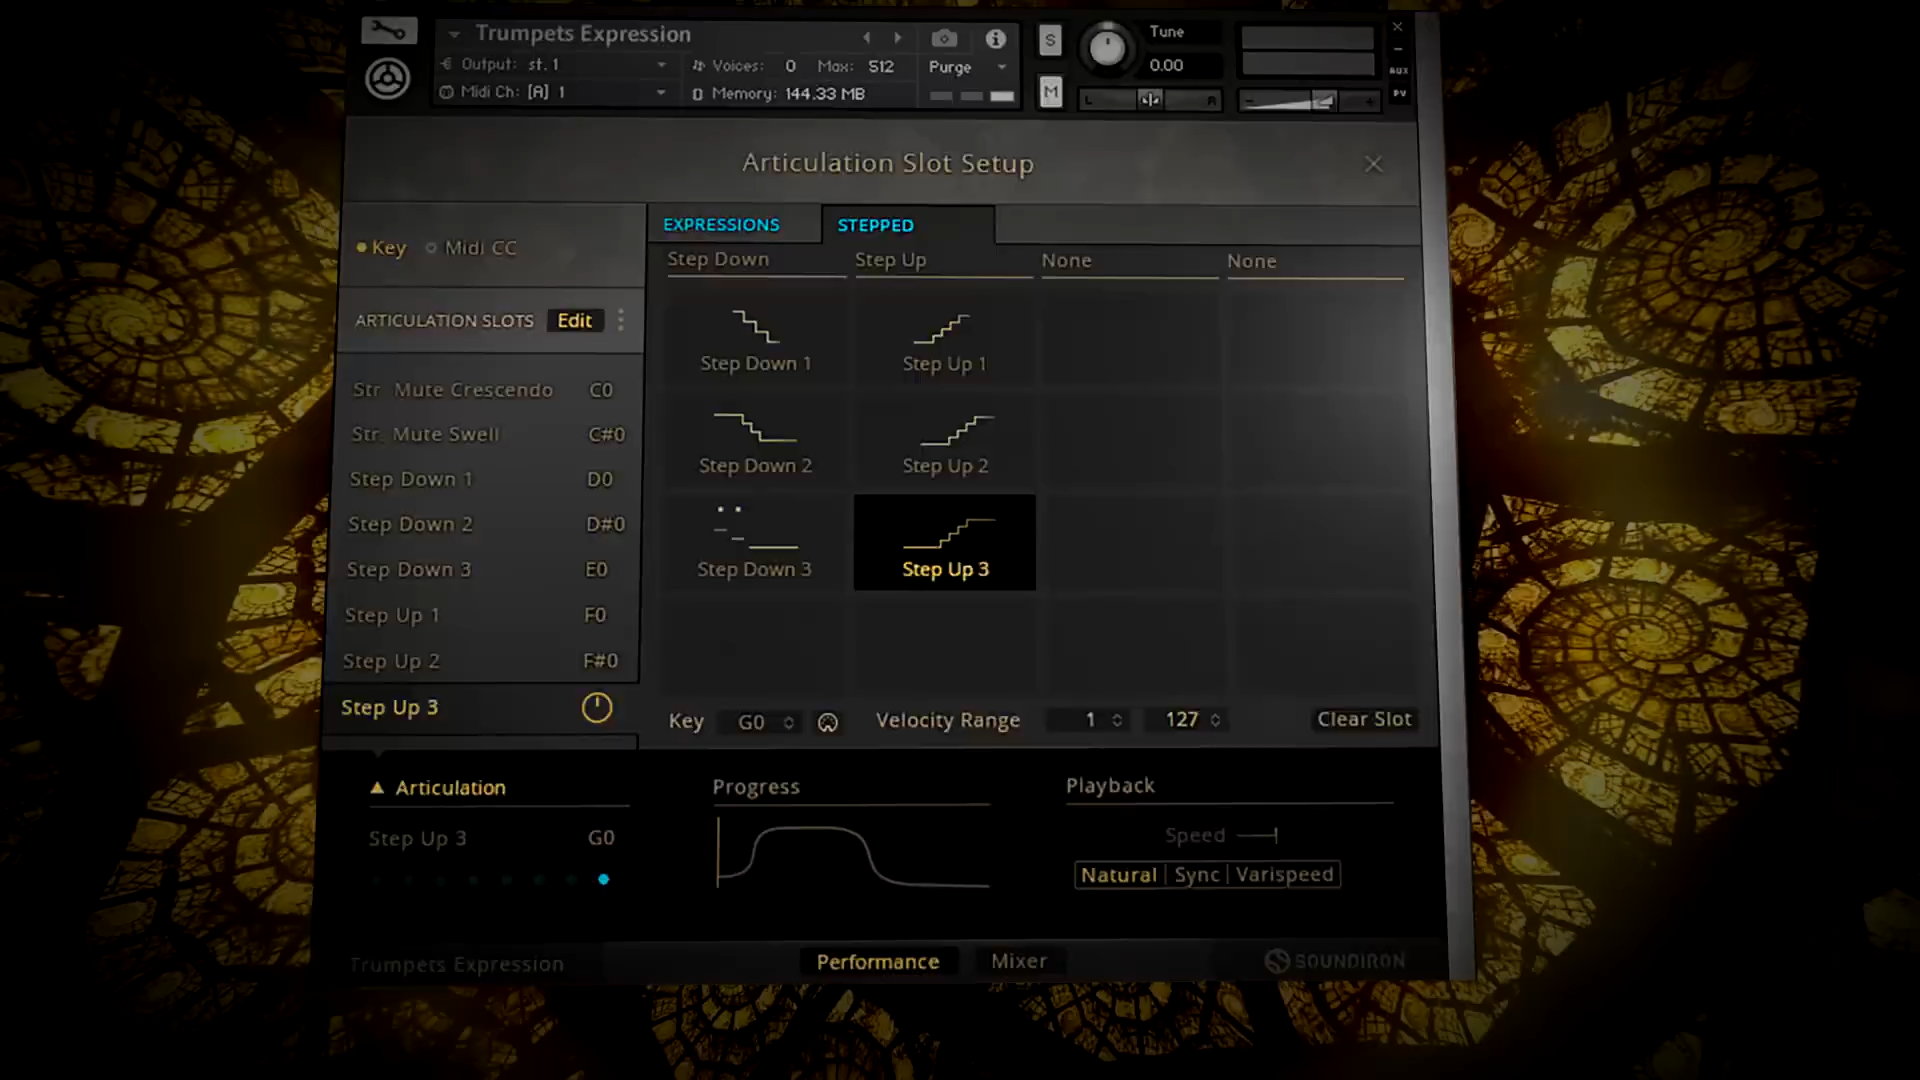 Trumpets Expression
Output: st. 1
Voices: 0 Max: 512
Purge
Midi Ch: [A] 1
Memory: 144.33 MB
S
M
Tune
0.00
L R
AUX
PV
Articulation Slot Setup
Key Midi CC
EXPRESSIONS STEPPED
Step Down Step Up None None
ARTICULATION SLOTS Edit
Str. Mute Crescendo C0
Str. Mute Swell C#0
Step Down 1 D0
Step Down 2 D#0
Step Down 3 E0
Step Up 1 F0
Step Up 2 F#0
Step Up 3
Step Down 1 Step Up 1
Step Down 2 Step Up 2
Step Down 3 Step Up 3
Key G0 Velocity Range 1 127 Clear Slot
Articulation
Step Up 3 G0
Progress
Playback
Speed
Natural | Sync | Varispeed
Trumpets Expression
Performance Mixer
SOUNDIRON